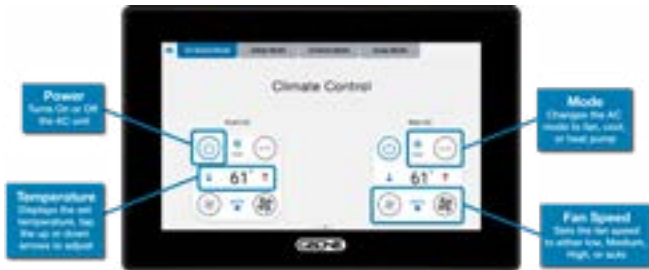 Climate Control
Power
Turns On or Off
the AC unit
Mode
Changes the AC
mode to fan, cool,
or heat pump
61°
61°
Temperature
Displays the set
temperature, tap
the up or down
arrows to adjust
Fan Speed
Sets the fan speed
to either low, Medium,
High, or auto